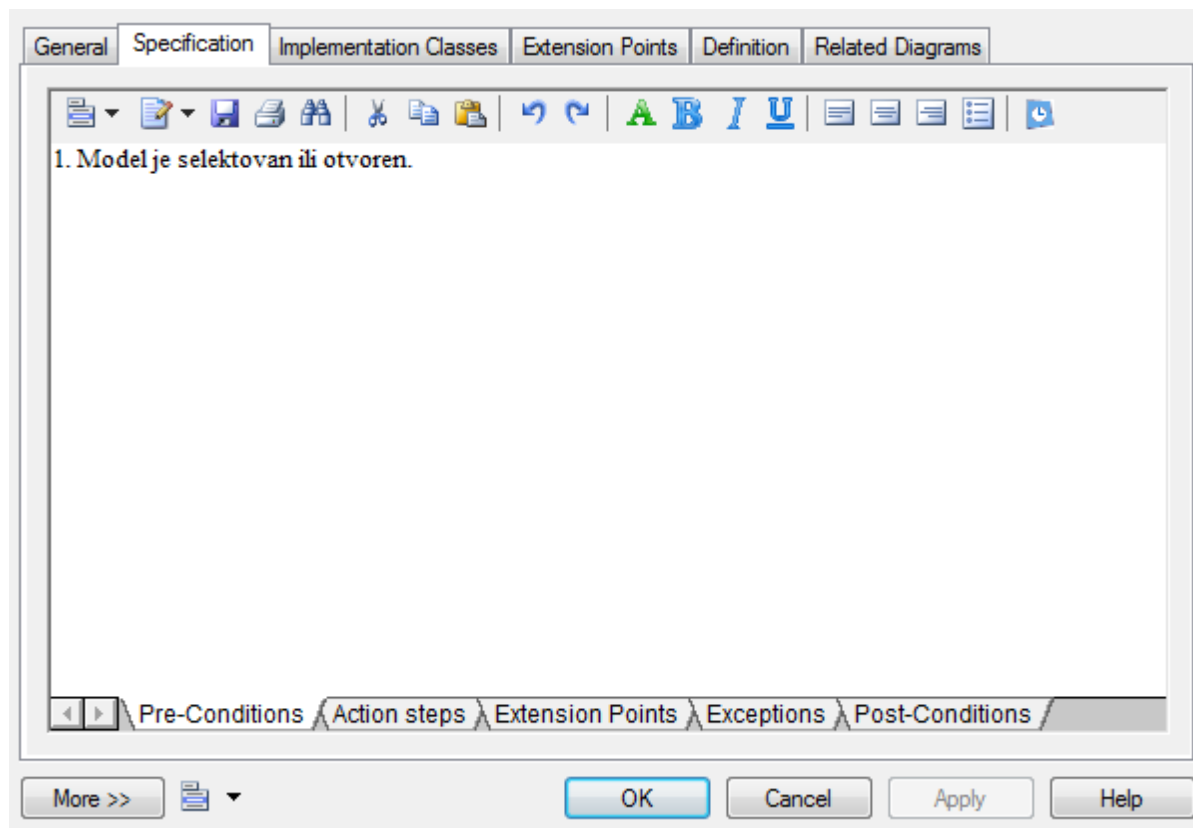 General Specification Implementation Classes Extension Points Definition Related Diagrams
A B I U
1. Model je selektovan ili otvoren.
Pre-Conditions Action steps Extension Points Exceptions Post-Conditions
More >> OK Cancel Apply Help